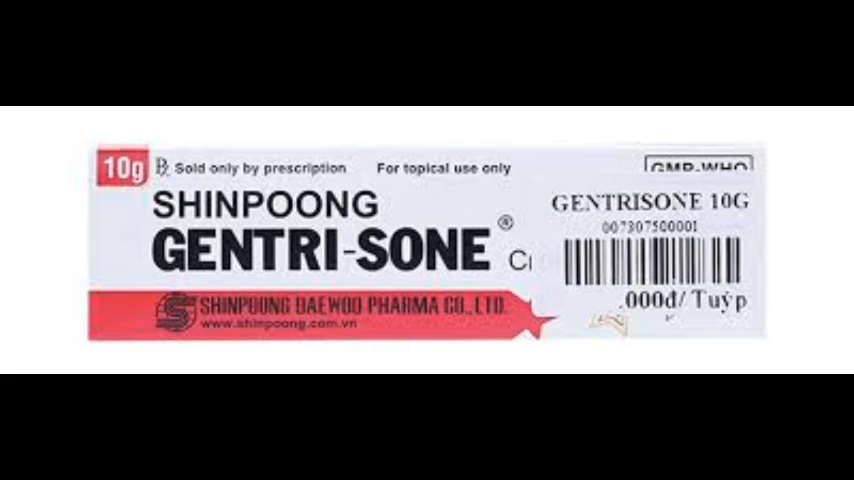 10g
Rx Sold only by prescription
For topical use only
GMP-WHO
SHINPOONG
GENTRI-SONE®
GENTRISONE 10G
007307500001
.000đ/ Tuýp
SHINPOONG DAEWOO PHARMA CO., LTD.
www.shinpoong.com.vn